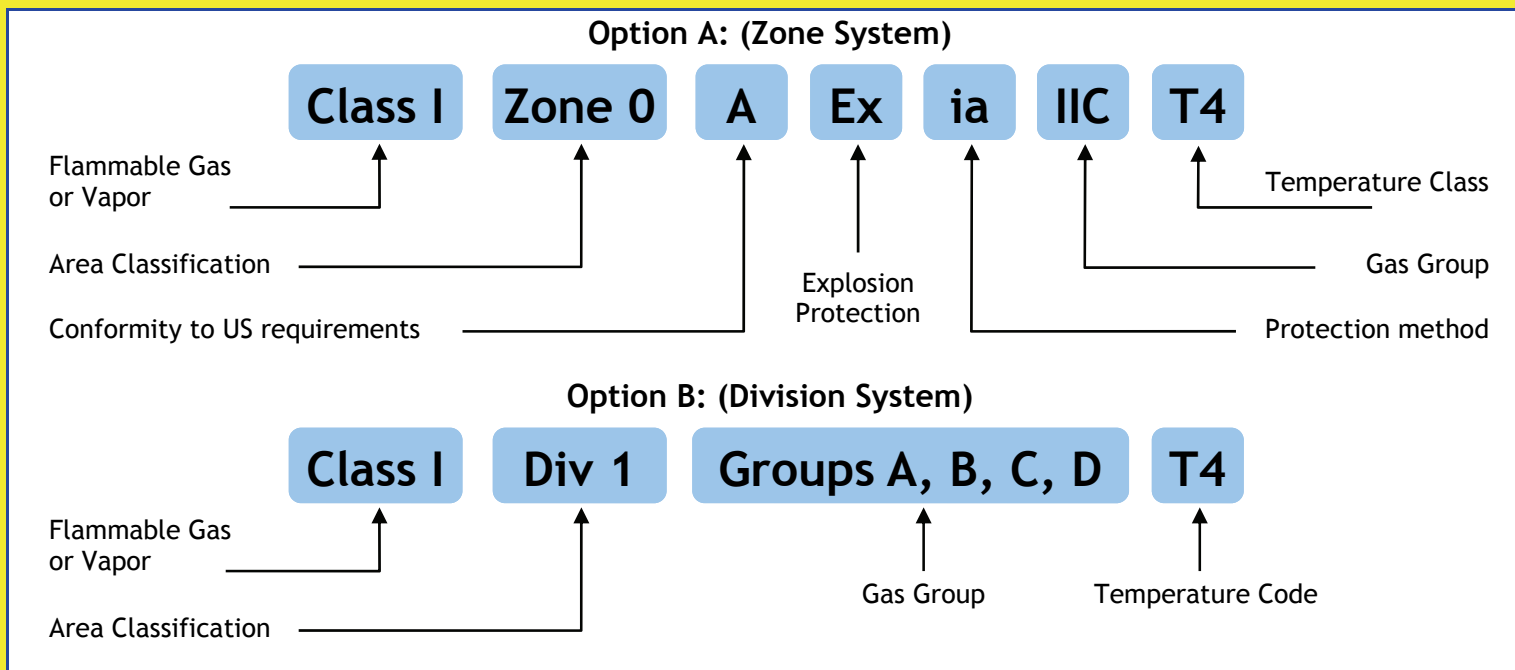 Option A: (Zone System)
Class I Zone 0 A Ex ia IIC T4
Flammable Gas
or Vapor
Temperature Class
Area Classification
Gas Group
Explosion
Protection
Conformity to US requirements
Protection method
Option B: (Division System)
Class I Div 1 Groups A, B, C, D T4
Flammable Gas
or Vapor
Gas Group
Temperature Code
Area Classification